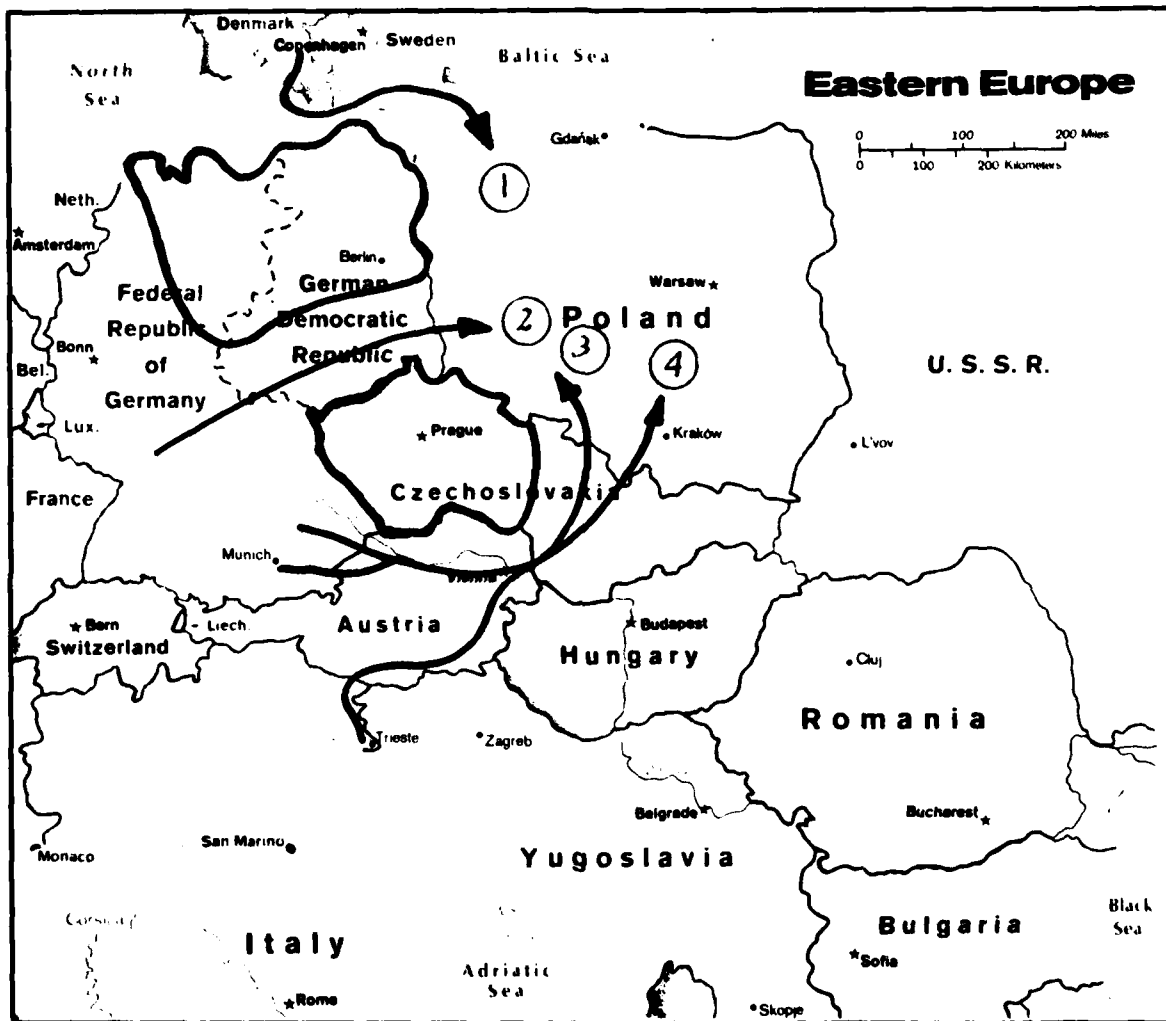 Denmark
Copenhagen
Sweden
North
Sea
Baltic Sea
Eastern Europe
0 100 200 Miles
0 100 200 Kilometers
Gdańsk
1
Neth.
Amsterdam
Berlin
Federal
Republic
of
Germany
German
Democratic
Republic
Warsaw
2
Poland
3
4
Bonn
Bel.
U.S.S.R.
Lux.
Prague
Kraków
L'vov
France
Czechoslovakia
Munich
Vienna
Bern
Switzerland
Liech.
Austria
Budapest
Hungary
Cluj
Romania
Trieste
Zagreb
Belgrade
Bucharest
San Marino
Monaco
Yugoslavia
Corsica
Italy
Bulgaria
Black
Sea
Adriatic
Sea
Sofia
Rome
Skopje